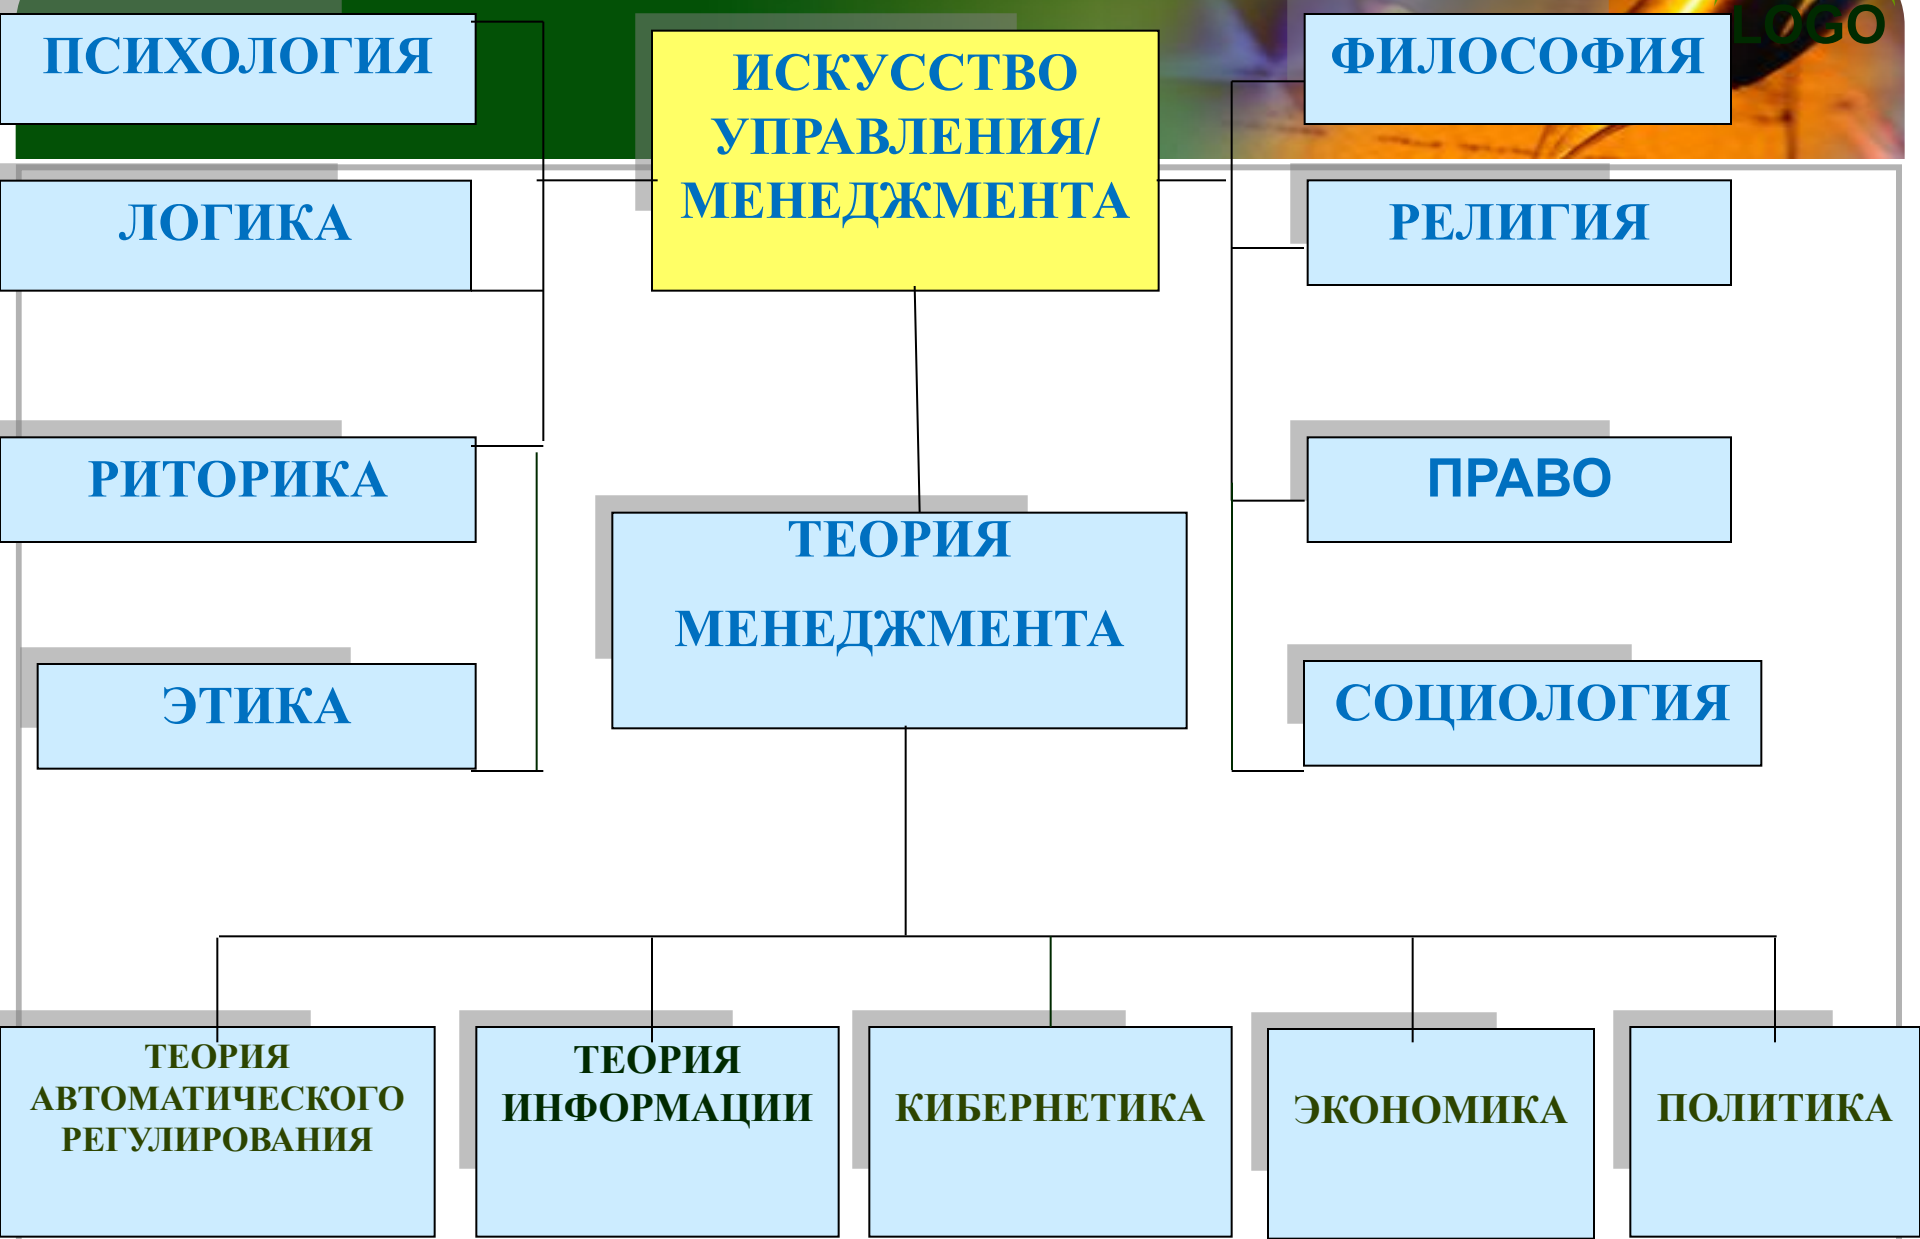 ПСИХОЛОГИЯ
ИСКУССТВО
УПРАВЛЕНИЯ/
МЕНЕДЖМЕНТА
ФИЛОСОФИЯ
LOGO
ЛОГИКА
РЕЛИГИЯ
РИТОРИКА
ПРАВО
ТЕОРИЯ
МЕНЕДЖМЕНТА
ЭТИКА
СОЦИОЛОГИЯ
ТЕОРИЯ
АВТОМАТИЧЕСКОГО
РЕГУЛИРОВАНИЯ
ТЕОРИЯ
ИНФОРМАЦИИ
КИБЕРНЕТИКА
ЭКОНОМИКА
ПОЛИТИКА